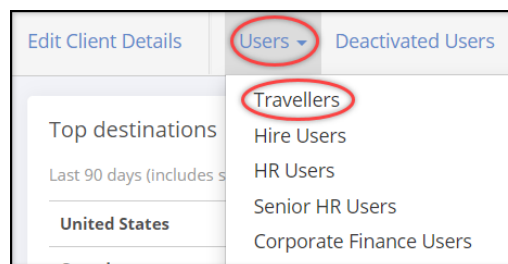 Edit Client Details
Users
Deactivated Users
Travellers
Top destinations
Hire Users
Last 90 days (includes
HR Users
Senior HR Users
United States
Corporate Finance Users